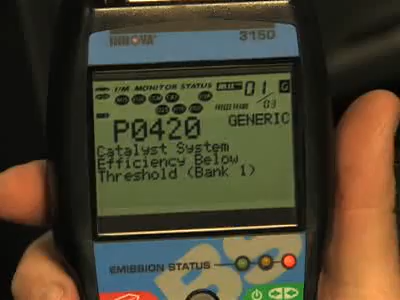 INNOVA
3150
I/M MONITOR STATUS
01
G
03
P0420
GENERIC
Catalyst System
Efficiency Below
Threshold (Bank 1)
EMISSION STATUS